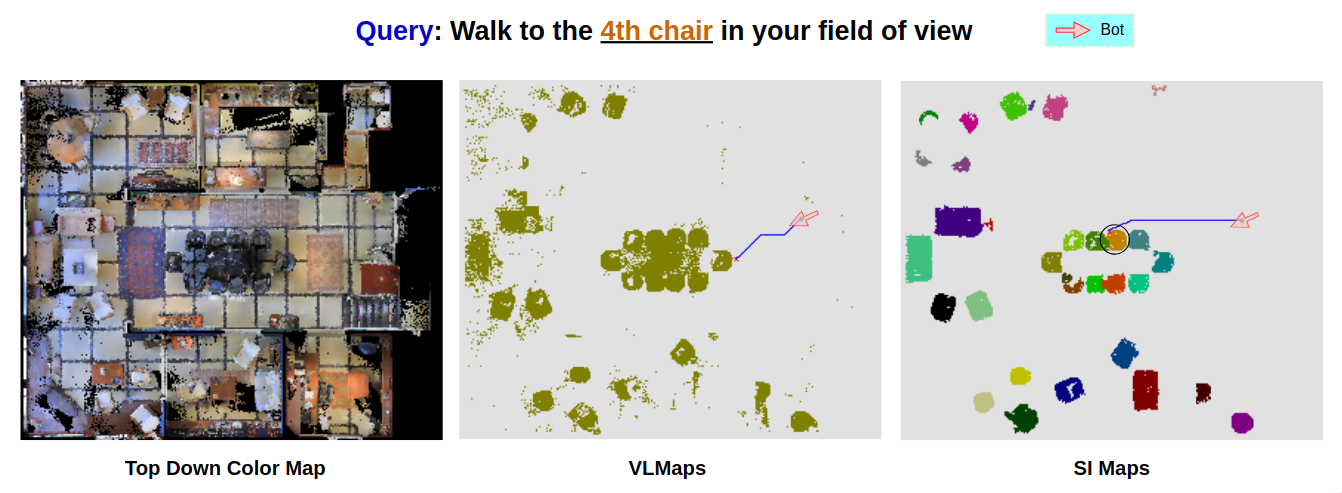 Query: Walk to the 4th chair in your field of view
Bot
Top Down Color Map
VLMaps
SI Maps